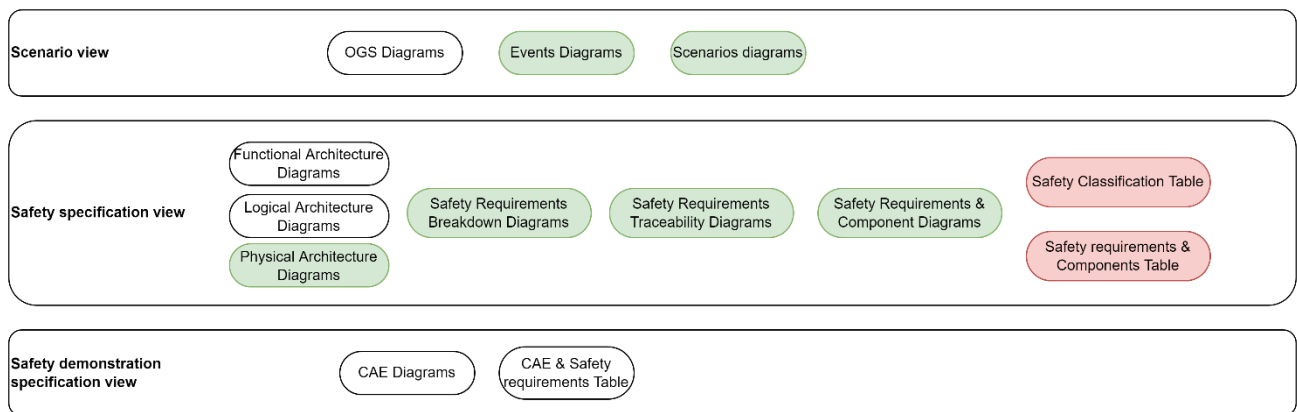 Scenario view
OGS Diagrams
Events Diagrams
Scenarios diagrams
Safety specification view
Functional Architecture
Diagrams
Logical Architecture
Diagrams
Physical Architecture
Diagrams
Safety Requirements
Breakdown Diagrams
Safety Requirements
Traceability Diagrams
Safety Requirements &
Component Diagrams
Safety Classification Table
Safety requirements &
Components Table
Safety demonstration
specification view
CAE Diagrams
CAE & Safety
requirements Table